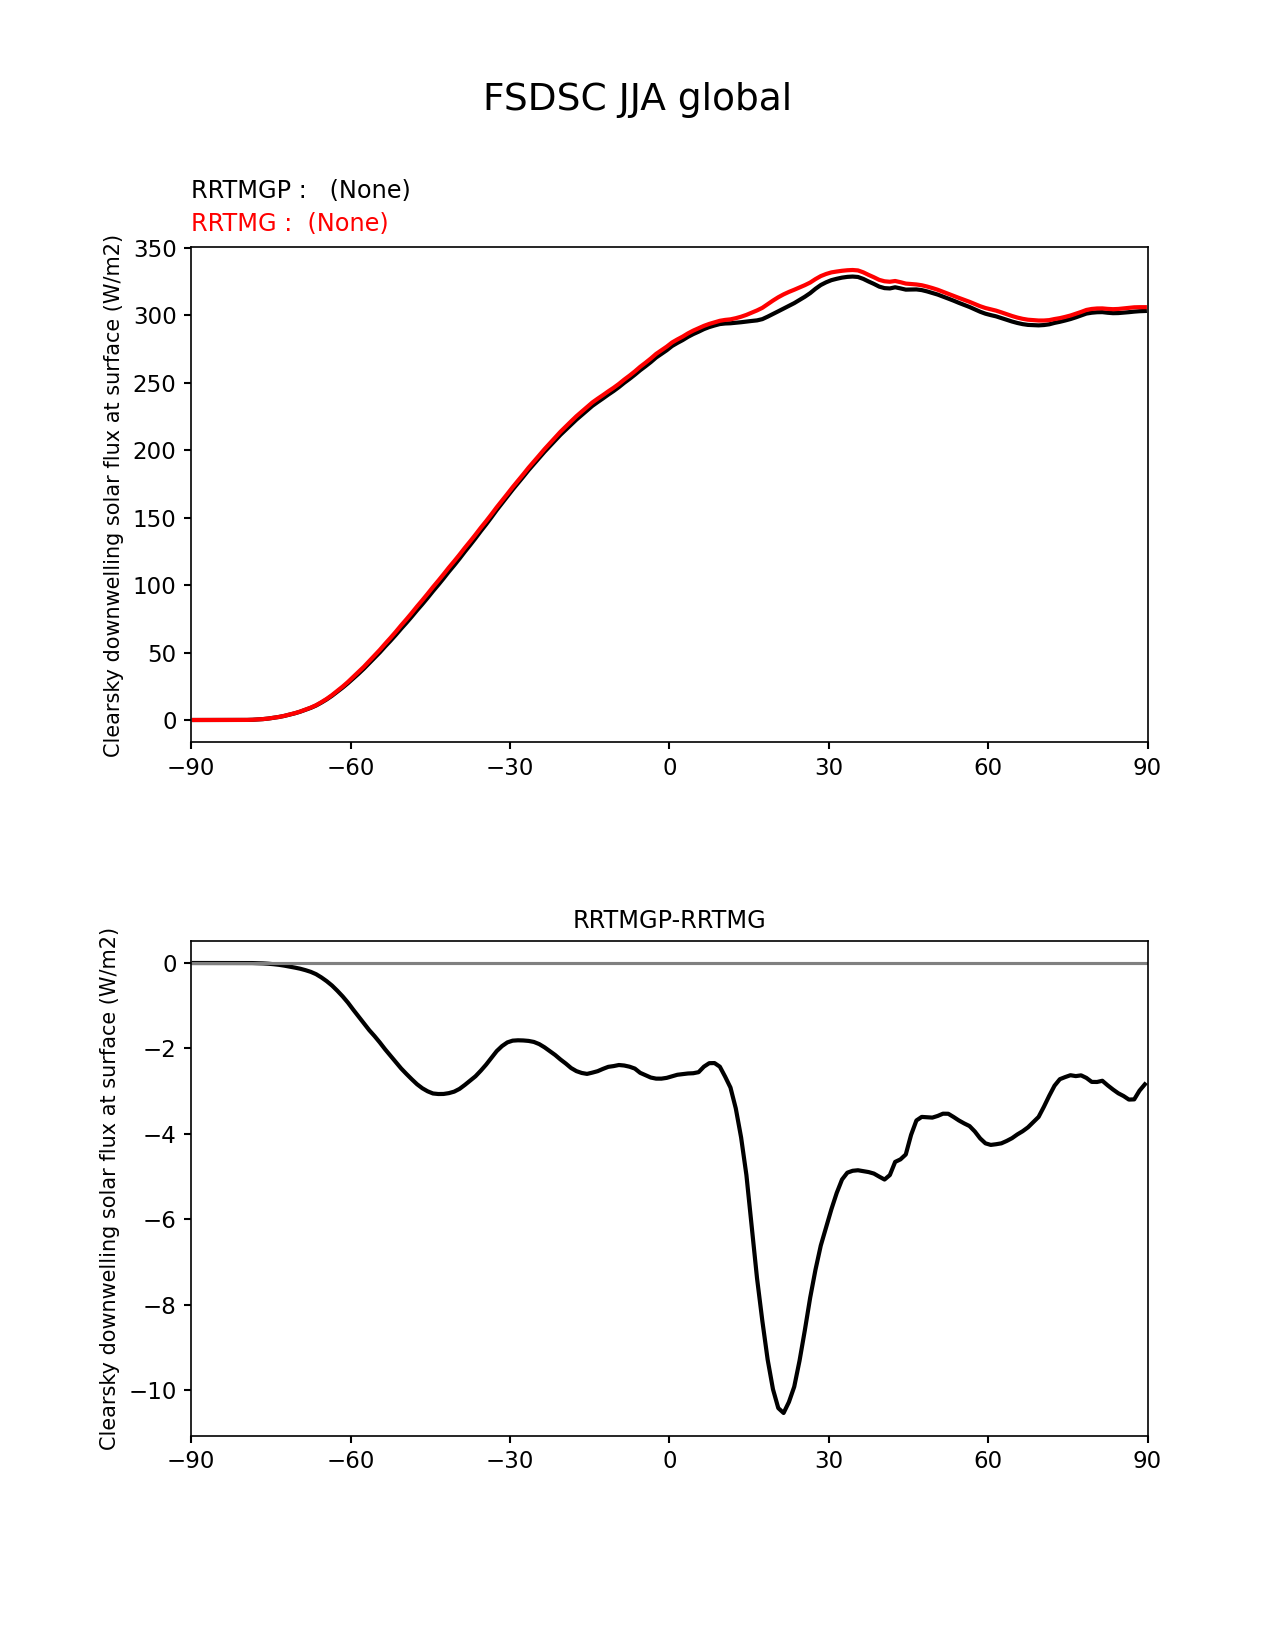 FSDSC JJA global
RRTMGP :   (None)
RRTMG :  (None)
Clearsky downwelling solar flux at surface (W/m2)
350
300
250
200
150
100
50
0
−90 −60 −30 0 30 60 90
RRTMGP-RRTMG
Clearsky downwelling solar flux at surface (W/m2)
0
−2
−4
−6
−8
−10
−90 −60 −30 0 30 60 90